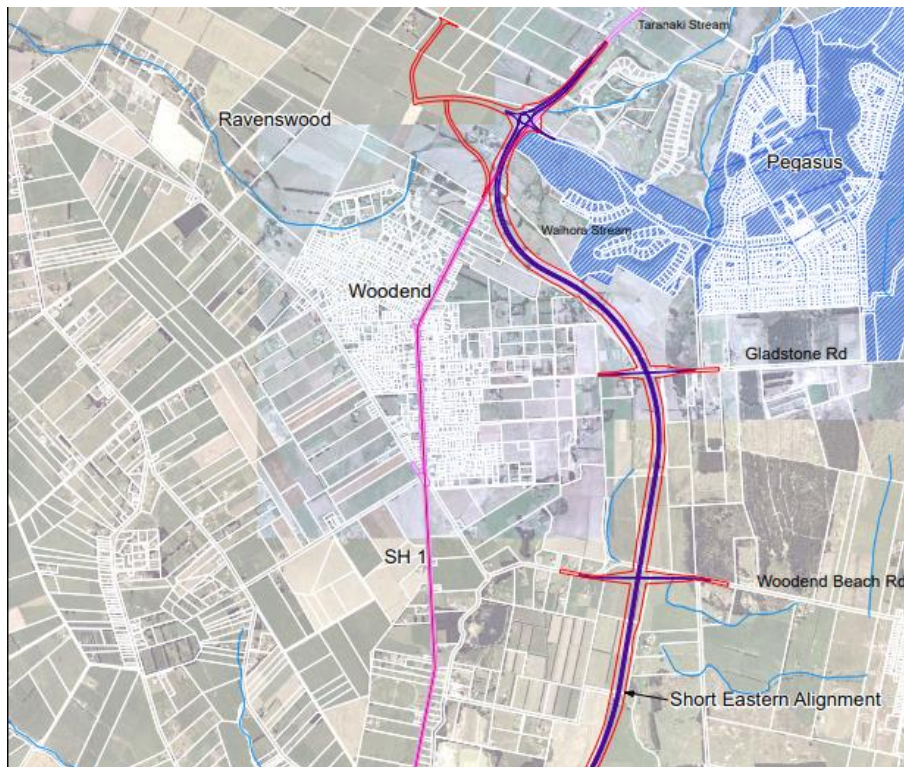 Taranaki Stream
Ravenswood
Pegasus
Waihora Stream
Woodend
Gladstone Rd
SH 1
Woodend Beach Rd
Short Eastern Alignment